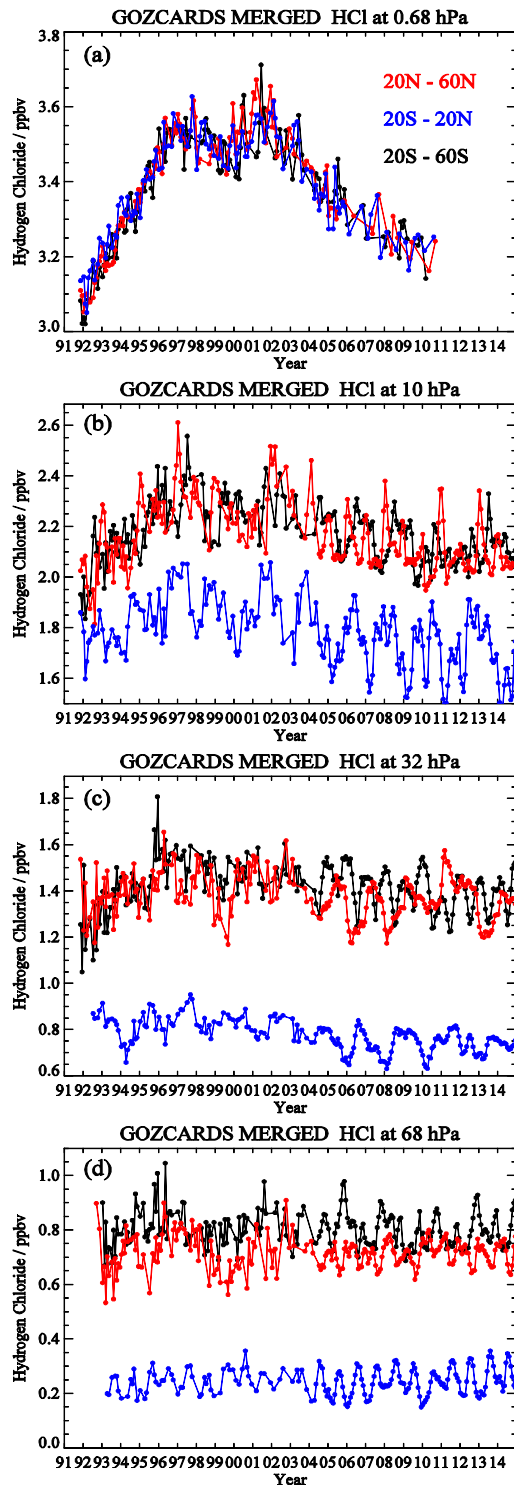 GOZCARDS MERGED HCl at 0.68 hPa
(a)
20N - 60N
20S - 20N
20S - 60S
Hydrogen Chloride / ppbv
3.8
3.6
3.4
3.2
3.0
91 92 93 94 95 96 97 98 99 00 01 02 03 04 05 06 07 08 09 10 11 12 13 14
Year
GOZCARDS MERGED HCl at 10 hPa
(b)
Hydrogen Chloride / ppbv
2.6
2.4
2.2
2.0
1.8
1.6
91 92 93 94 95 96 97 98 99 00 01 02 03 04 05 06 07 08 09 10 11 12 13 14
Year
GOZCARDS MERGED HCl at 32 hPa
(c)
Hydrogen Chloride / ppbv
1.8
1.6
1.4
1.2
1.0
0.8
0.6
91 92 93 94 95 96 97 98 99 00 01 02 03 04 05 06 07 08 09 10 11 12 13 14
Year
GOZCARDS MERGED HCl at 68 hPa
(d)
Hydrogen Chloride / ppbv
1.0
0.8
0.6
0.4
0.2
0.0
91 92 93 94 95 96 97 98 99 00 01 02 03 04 05 06 07 08 09 10 11 12 13 14
Year